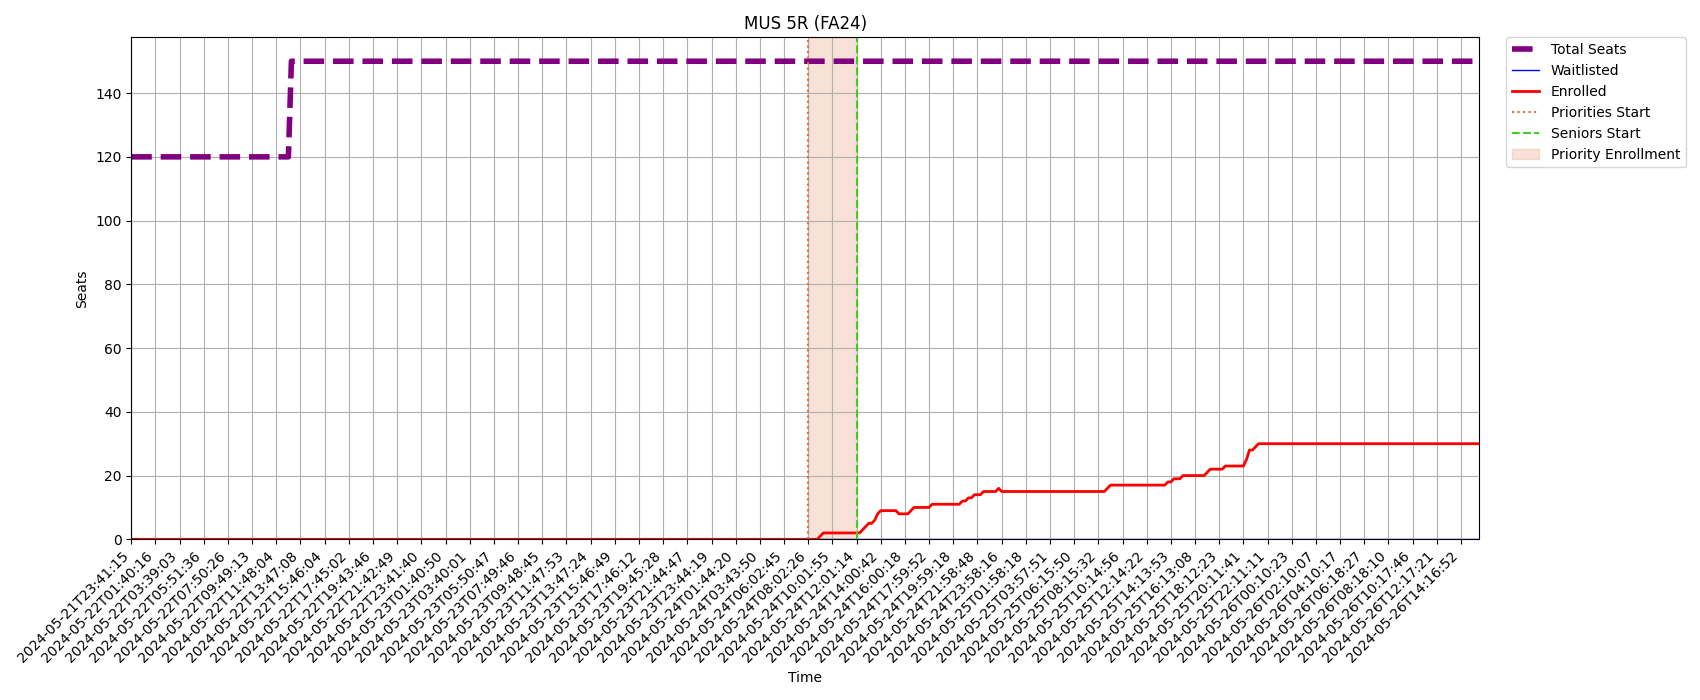 MUS 5R (FA24)
Total Seats
Waitlisted
Enrolled
Priorities Start
Seniors Start
Priority Enrollment
Seats
140
120
100
80
60
40
20
0
2024-05-21T23:41:15
2024-05-22T01:40:16
2024-05-22T03:39:03
2024-05-22T05:51:36
2024-05-22T07:50:26
2024-05-22T09:49:13
2024-05-22T11:48:04
2024-05-22T13:47:08
2024-05-22T15:46:04
2024-05-22T17:45:02
2024-05-22T19:43:46
2024-05-22T21:42:49
2024-05-22T23:41:40
2024-05-23T01:40:50
2024-05-23T03:40:01
2024-05-23T05:50:47
2024-05-23T07:49:46
2024-05-23T09:48:45
2024-05-23T11:47:53
2024-05-23T13:47:24
2024-05-23T15:46:49
2024-05-23T17:46:12
2024-05-23T19:45:28
2024-05-23T21:44:47
2024-05-23T23:44:19
2024-05-24T01:44:20
2024-05-24T03:43:50
2024-05-24T06:02:45
2024-05-24T08:02:26
2024-05-24T10:01:55
2024-05-24T12:01:14
2024-05-24T14:00:42
2024-05-24T16:00:18
2024-05-24T17:59:52
2024-05-24T19:59:18
2024-05-24T21:58:48
2024-05-24T23:58:16
2024-05-25T01:58:18
2024-05-25T03:57:51
2024-05-25T06:15:50
2024-05-25T08:15:32
2024-05-25T10:14:56
2024-05-25T12:14:22
2024-05-25T14:13:53
2024-05-25T16:13:08
2024-05-25T18:12:23
2024-05-25T20:11:41
2024-05-25T22:11:11
2024-05-26T00:10:23
2024-05-26T02:10:07
2024-05-26T04:10:17
2024-05-26T06:18:27
2024-05-26T08:18:10
2024-05-26T10:17:46
2024-05-26T12:17:21
2024-05-26T14:16:52
Time